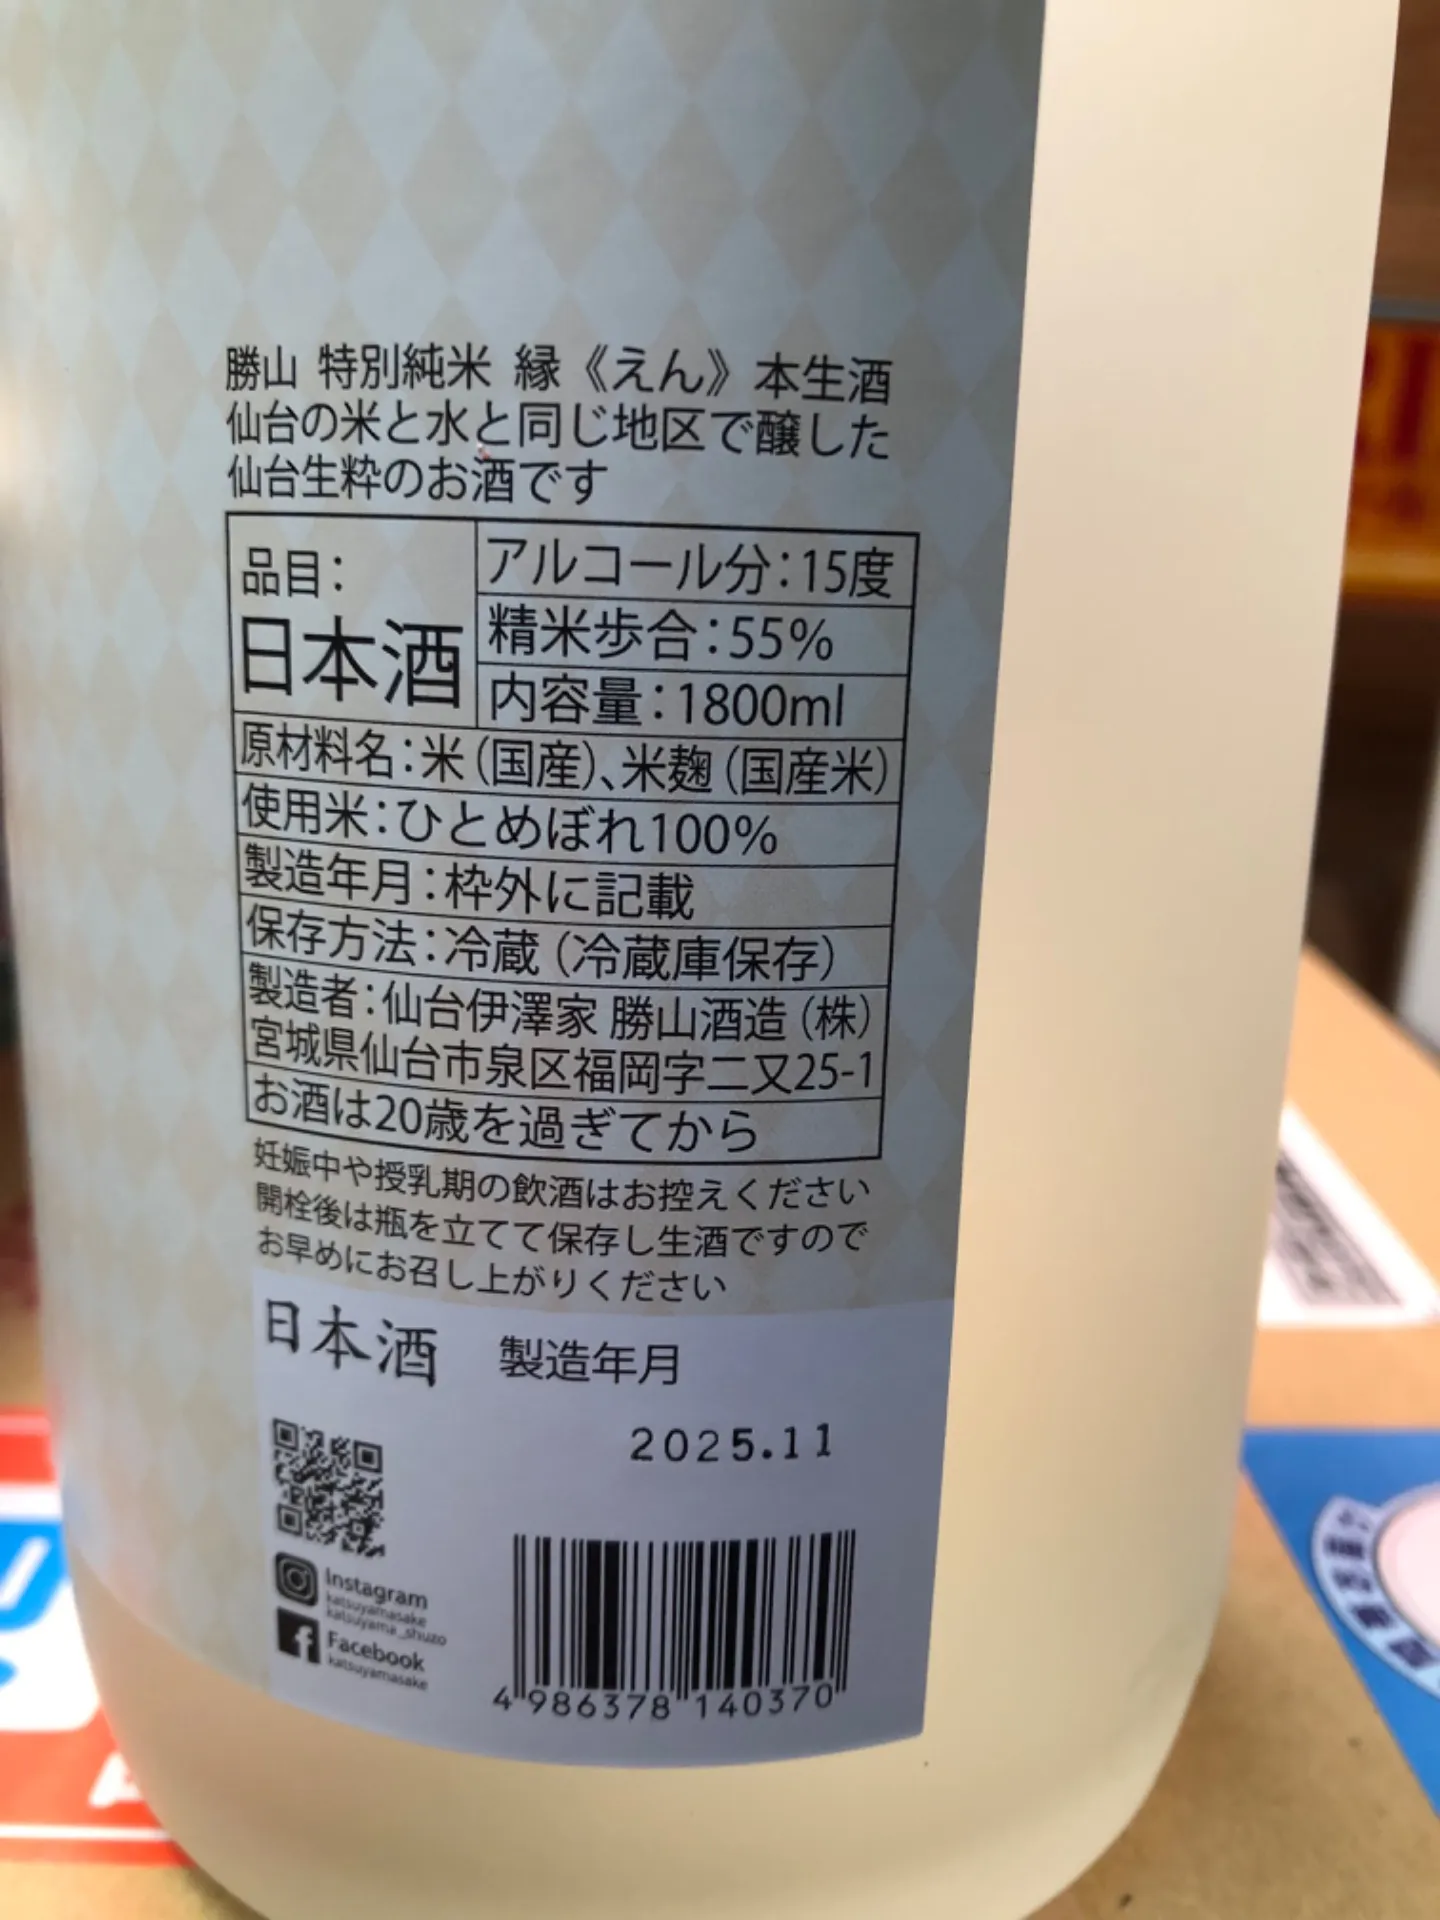 勝山 特別純米 縁《えん》本生酒
仙台の米と水と同じ地区で醸した
仙台生粋のお酒です
品目：
日本酒
アルコール分：15度
精米歩合：55%
内容量：1800ml
原材料名：米（国産）、米麹（国産米）
使用米：ひとめぼれ100%
製造年月：枠外に記載
保存方法：冷蔵（冷蔵庫保存）
製造者：仙台伊澤家 勝山酒造（株）
宮城県仙台市泉区福岡字二又25-1
お酒は20歳を過ぎてから
妊娠中や授乳期の飲酒はお控えください
開栓後は瓶を立てて保存し生酒ですので
お早めにお召し上がりください
日本酒 製造年月
2025.11
Instagram
katsuyamasake
katsuyama_shuzo
Facebook
katsuyamasake
4 986378 140370